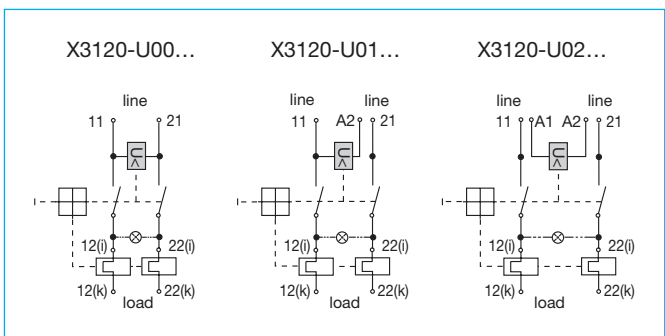 X3120-U00... X3120-U01... X3120-U02...
line line line line line
11 21 11 A2 21 11 A1 A2 21
U< U< U<
12(i) 22(i) 12(i) 22(i) 12(i) 22(i)
12(k) 22(k) 12(k) 22(k) 12(k) 22(k)
load load load